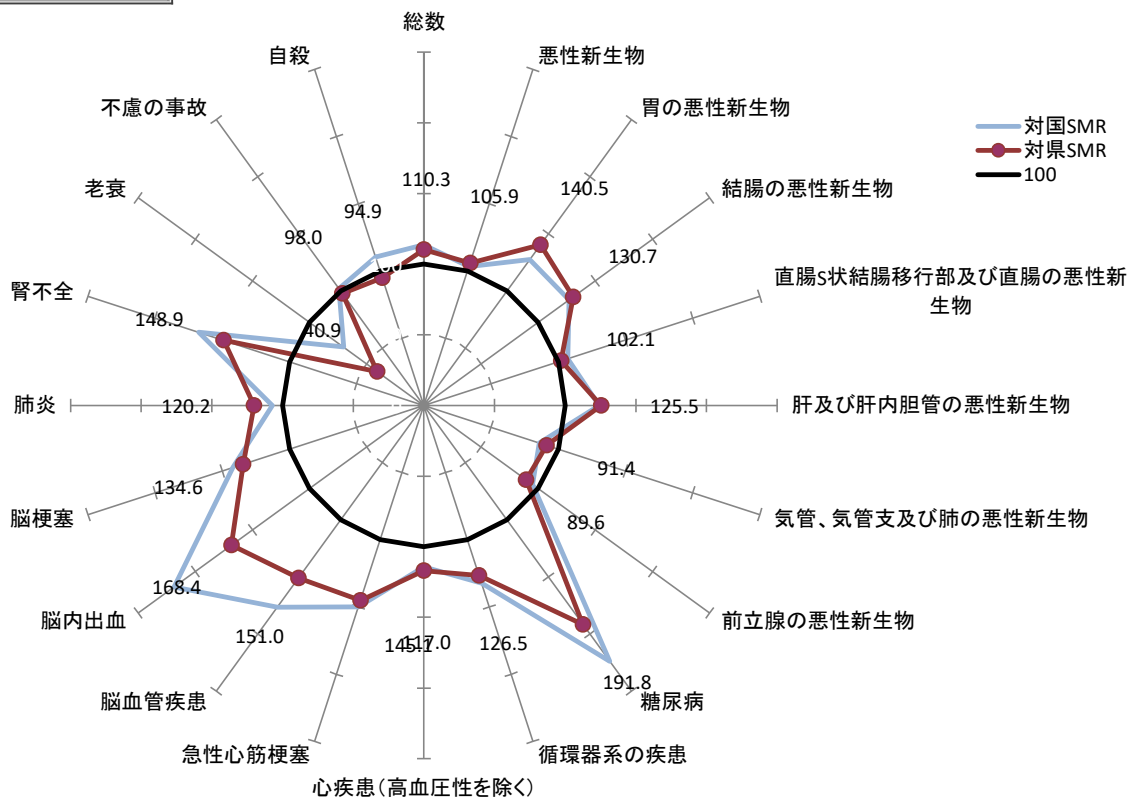 総数
自殺
悪性新生物
不慮の事故
胃の悪性新生物
対国SMR
対県SMR
100
老衰
結腸の悪性新生物
110.3
105.9
140.5
94.9
98.0
130.7
直腸S状結腸移行部及び直腸の悪性新
生物
腎不全
148.9
40.9
102.1
肺炎
120.2
125.5
肝及び肝内胆管の悪性新生物
91.4
脳梗塞
134.6
気管、気管支及び肺の悪性新生物
89.6
脳内出血
168.4
前立腺の悪性新生物
151.0
145.1
117.0
126.5
191.8
脳血管疾患
糖尿病
急性心筋梗塞
循環器系の疾患
心疾患(高血圧性を除く)